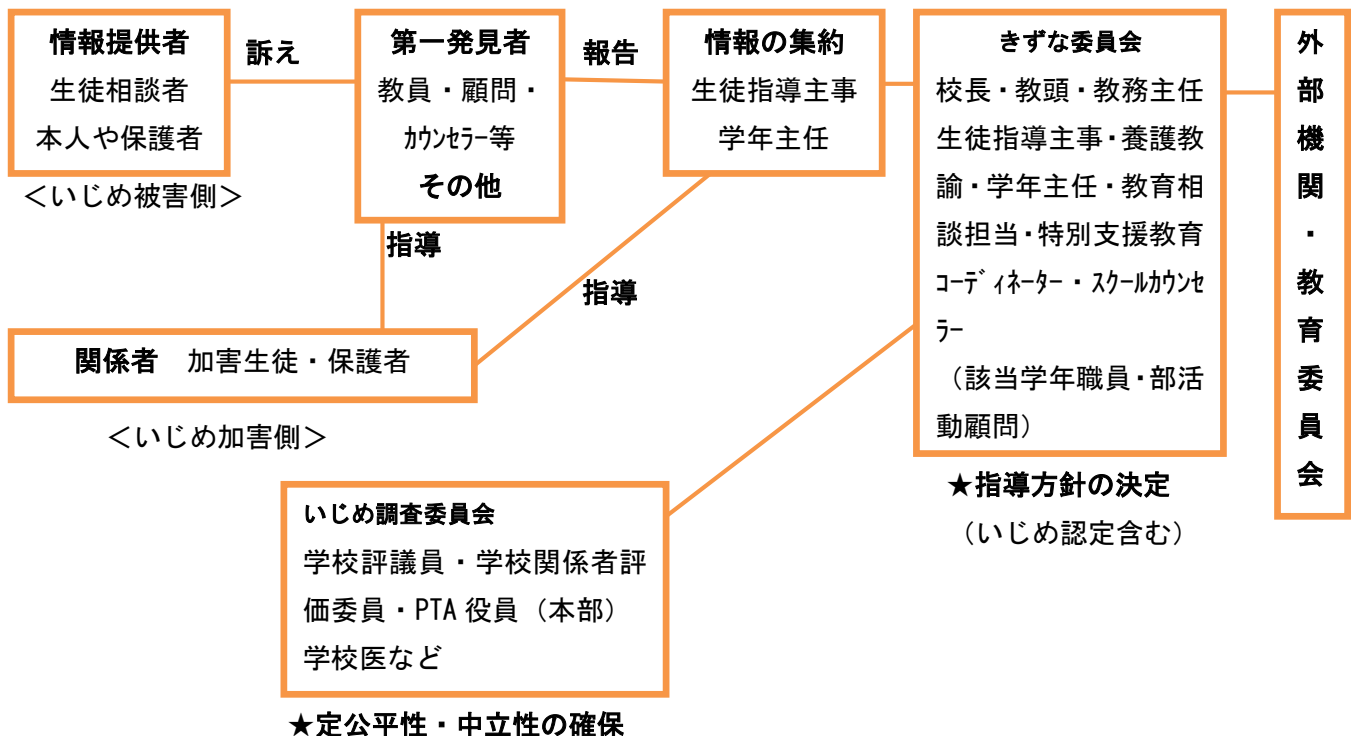 情報提供者
生徒相談者
本人や保護者
<いじめ被害側>
訴え
第一発見者
教員・顧問・
ｶｳﾝｾﾗｰ等
その他
報告
情報の集約
生徒指導主事
学年主任
指導
指導
関係者　加害生徒・保護者
<いじめ加害側>
きずな委員会
校長・教頭・教務主任
生徒指導主事・養護教
諭・学年主任・教育相
談担当・特別支援教育
ｺｰﾃﾞｨﾈｰﾀｰ・ｽｸｰﾙｶｳﾝｾ
ﾗｰ
（該当学年職員・部活
動顧問）
★指導方針の決定
（いじめ認定含む）
外部機関・教育委員会
いじめ調査委員会
学校評議員・学校関係者評
価委員・PTA 役員（本部）
学校医など
★定公平性・中立性の確保